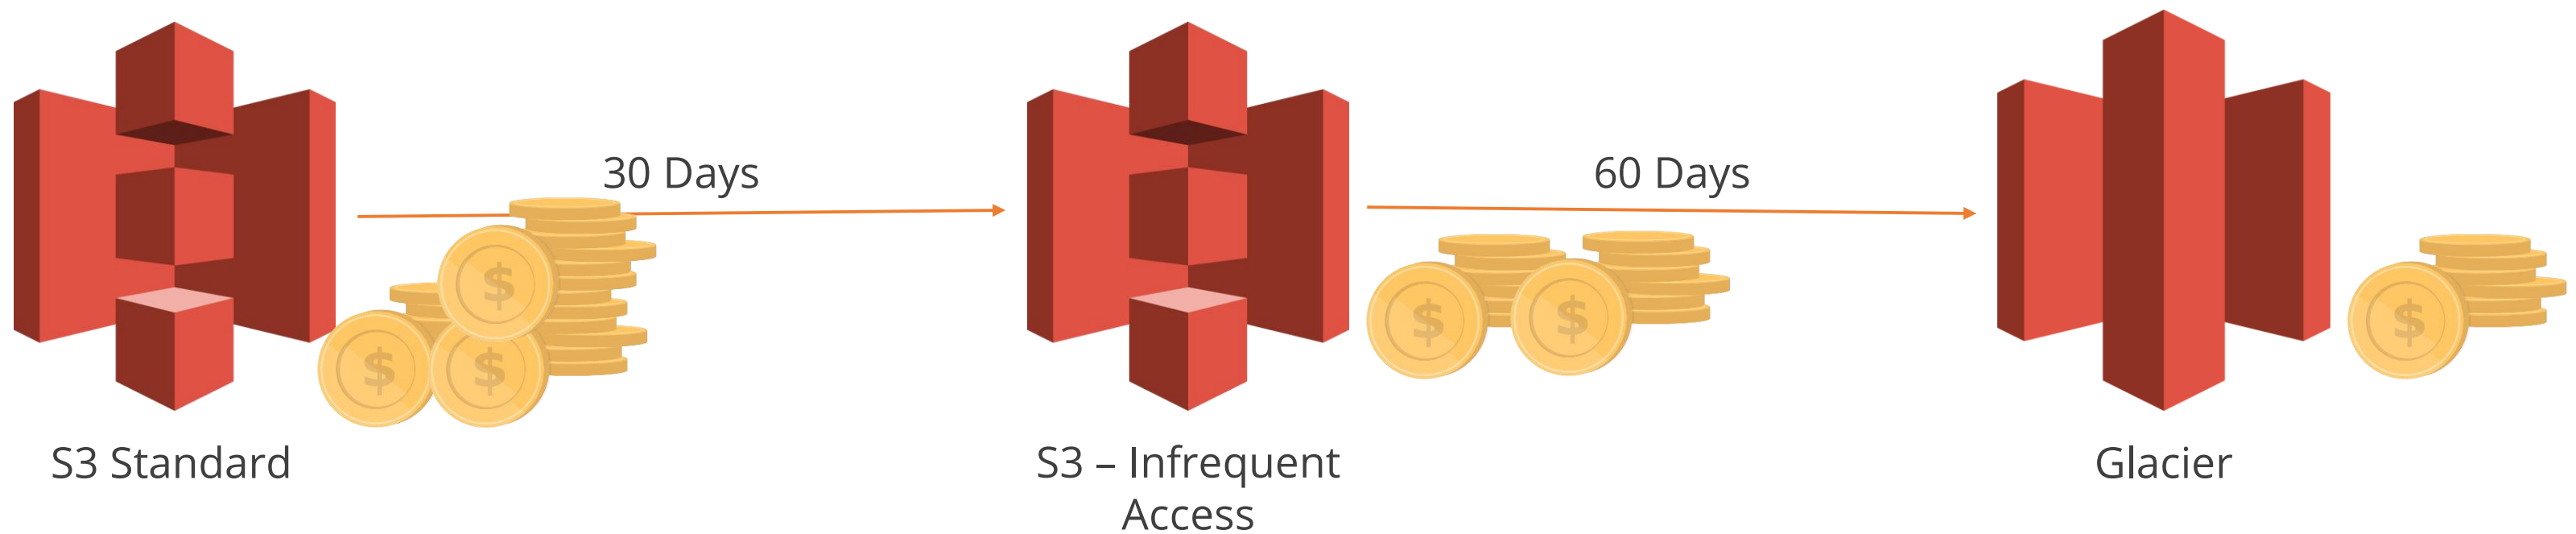 30 Days
60 Days
$
$
$
$
$
$
S3 Standard
S3 – Infrequent
Access
Glacier